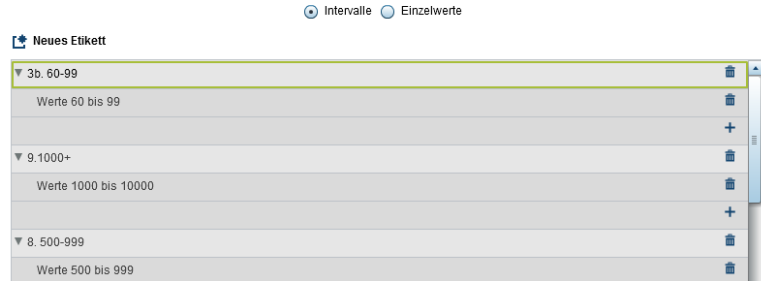 Intervalle Einzelwerte
Neues Etikett
3b. 60-99
Werte 60 bis 99
9.1000+
Werte 1000 bis 10000
8. 500-999
Werte 500 bis 999